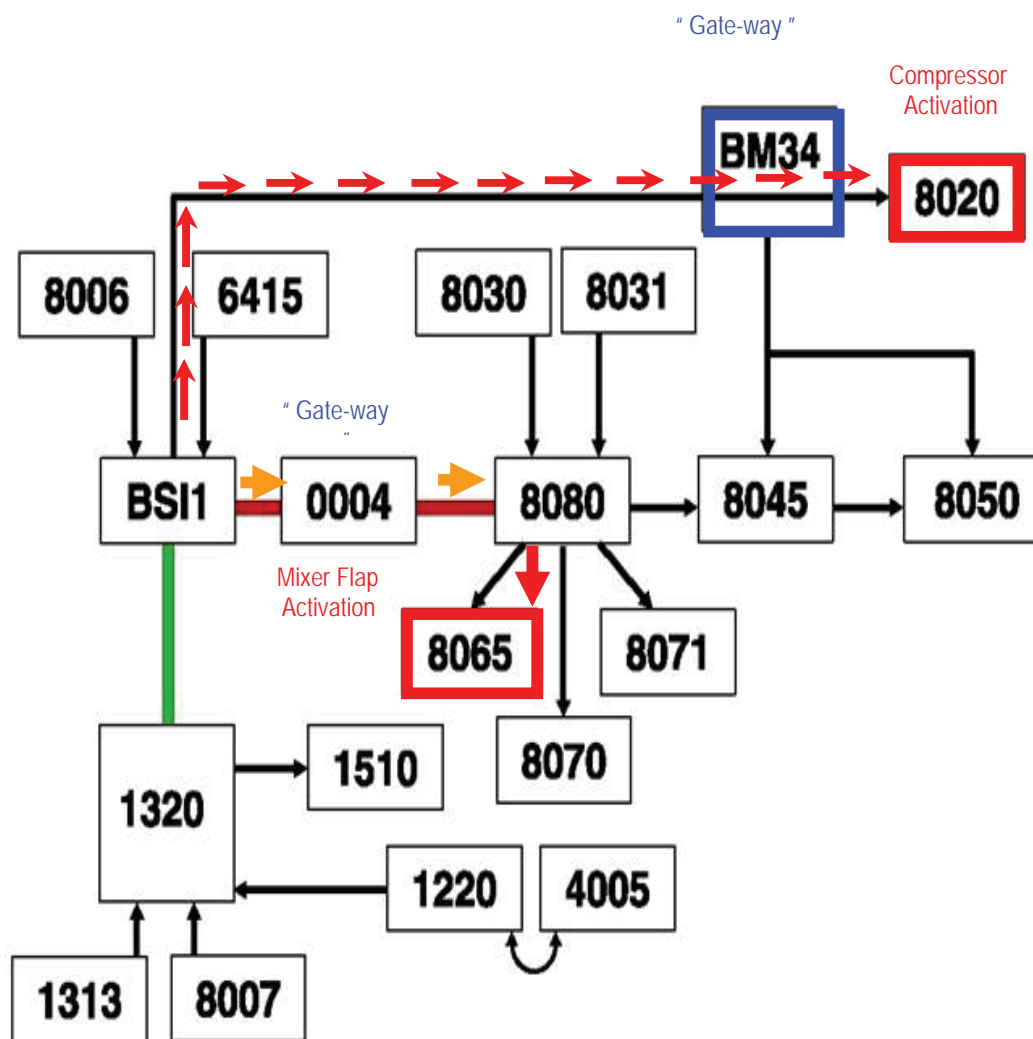 “ Gate-way ”
Compressor
Activation
BM34
8020
8006
6415
8030
8031
“ Gate-way
”
BSI1
0004
8080
8045
8050
Mixer Flap
Activation
8065
8071
8070
1320
1510
1220
4005
1313
8007